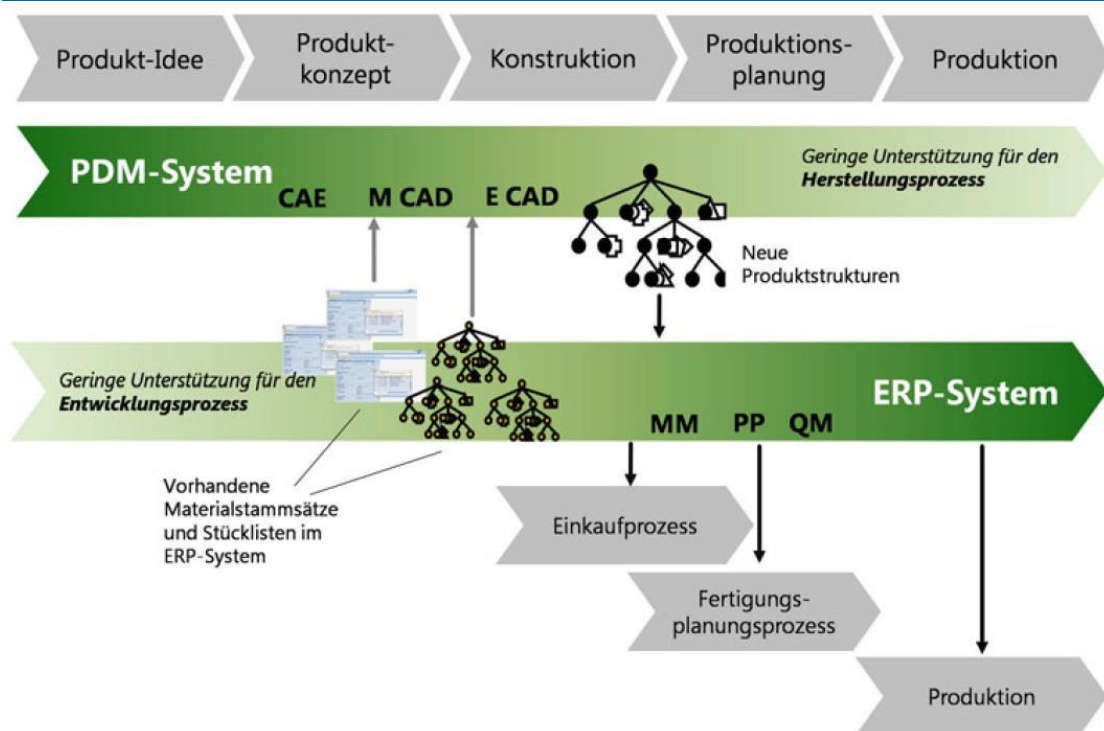 Produkt-Idee
Produkt-
konzept
Konstruktion
Produktions-
planung
Produktion
PDM-System
CAE
M CAD
E CAD
Geringe Unterstützung für den
Herstellungsprozess
Neue
Produktstrukturen
Geringe Unterstützung für den
Entwicklungsprozess
ERP-System
MM
PP
QM
Vorhandene
Materialstammsätze
und Stücklisten im
ERP-System
Einkaufprozess
Fertigungs-
planungsprozess
Produktion